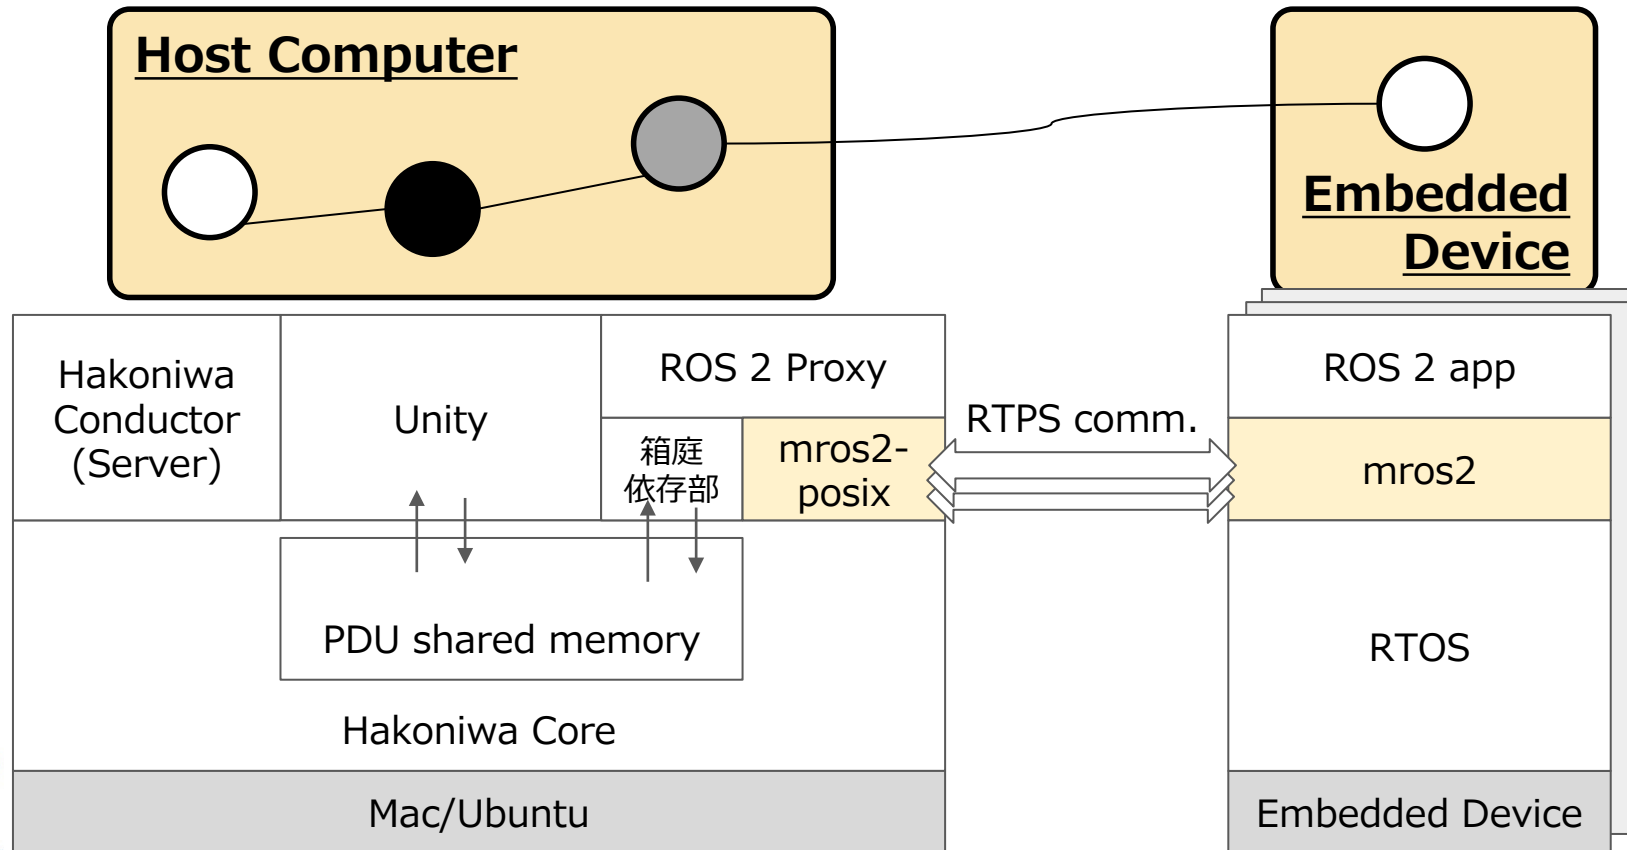 Host Computer
Embedded
Device
Hakoniwa
Conductor
(Server)
Unity
ROS 2 Proxy
箱庭
依存部
mros2-
posix
RTPS comm.
ROS 2 app
mros2
PDU shared memory
RTOS
Hakoniwa Core
Mac/Ubuntu
Embedded Device